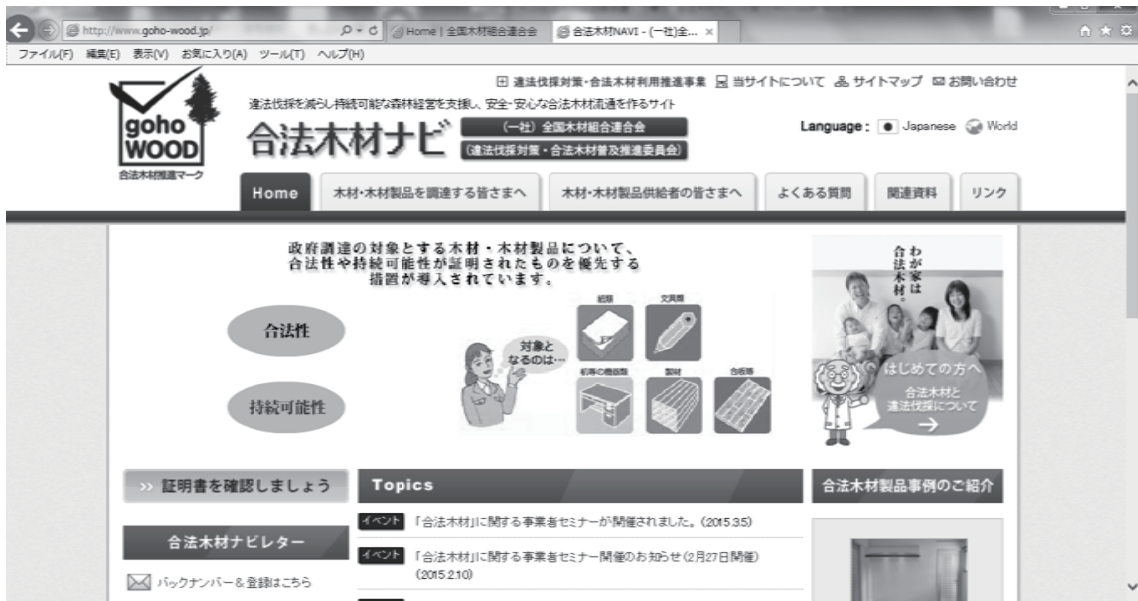 http://www.goho-wood.jp/
Home | 全国木材組合連合会
合法木材NAVI - (一社)全...
ファイル(F) 編集(E) 表示(V) お気に入り(A) ツール(T) ヘルプ(H)
違法伐採対策・合法木材利用推進事業 当サイトについて サイトマップ お問い合わせ
goho
WOOD
合法木材推進マーク
違法伐採を減らし持続可能な森林経営を支援し、安全・安心な合法木材流通を作るサイト
合法木材ナビ
(一社)全国木材組合連合会
(違法伐採対策・合法木材普及推進委員会)
Language: Japanese World
Home 木材・木材製品を調達する皆さまへ 木材・木材製品供給者の皆さまへ よくある質問 関連資料 リンク
政府調達の対象とする木材・木材製品について、
合法性や持続可能性が証明されたものを優先する
措置が導入されています。
合法性
持続可能性
対象と
なるのは…
紙類
文具類
机等の機器類
製材
合板等
わが家は
合法木材。
はじめての方へ
合法木材と
違法伐採について
>> 証明書を確認しましょう
合法木材ナビレター
バックナンバー&登録はこちら
Topics
イベント 「合法木材」に関する事業者セミナーが開催されました。(2015.3.5)
イベント 「合法木材」に関する事業者セミナー開催のお知らせ(2月27日開催)
(2015.2.10)
合法木材製品事例のご紹介